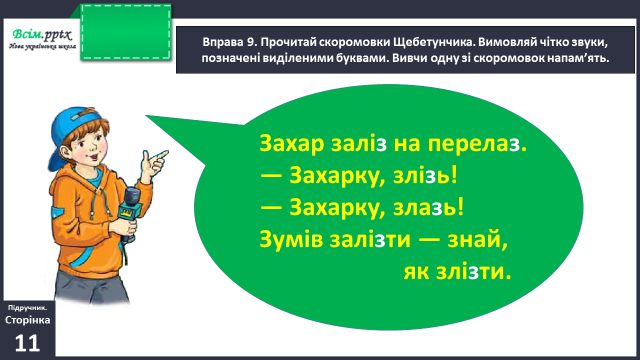 Всім.pptx
Нова українська школа
Вправа 9. Прочитай скоромовки Щебетунчика. Вимовляй чітко звуки,
позначені виділеними буквами. Вивчи одну зі скоромовок напам’ять.
Захар заліз на перелаз.
— Захарку, злізь!
— Захарку, злазь!
Зумів залізти — знай,
як злізти.
Підручник.
Сторінка
11